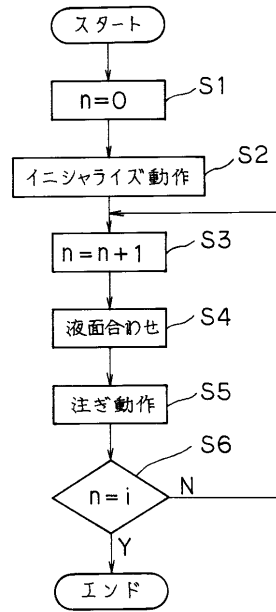 スタート
n=0
S1
イニシャライズ動作
S2
n=n+1
S3
液面合わせ
S4
注ぎ動作
S5
n=i
S6
N
Y
エンド